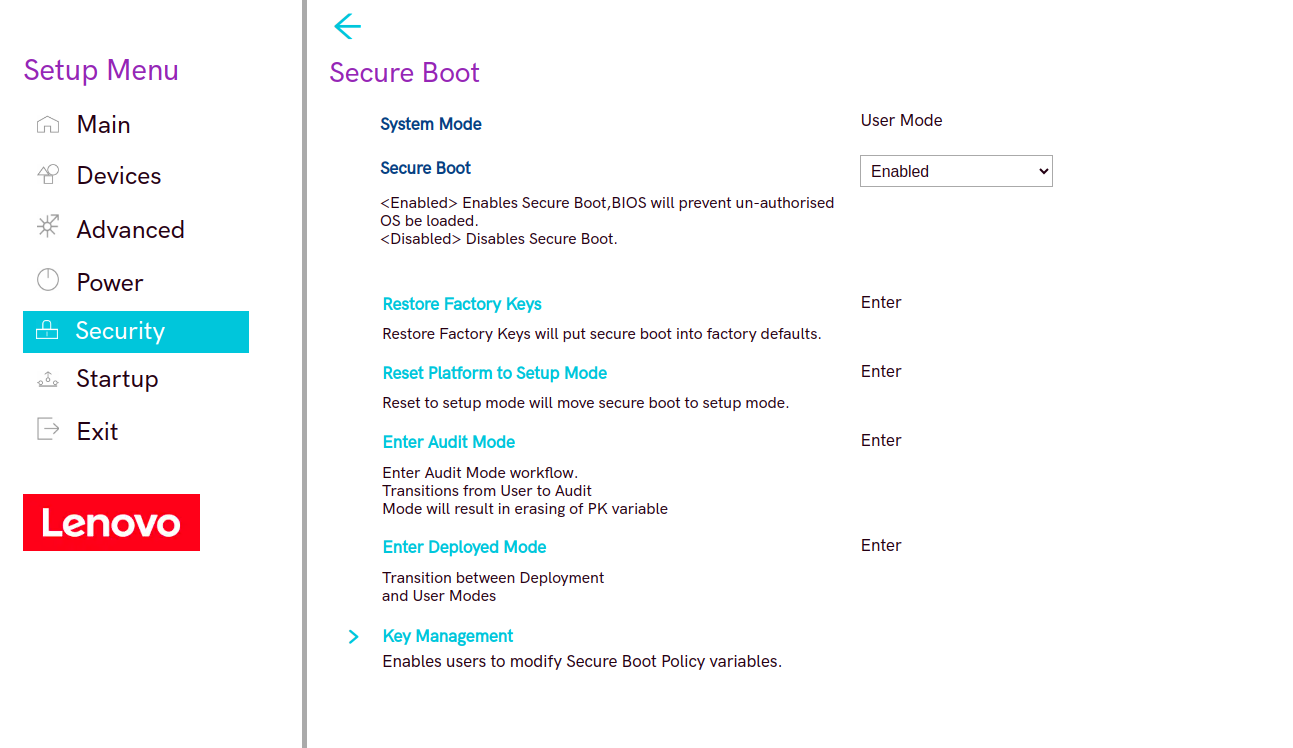 Setup Menu
Main
Devices
Advanced
Power
Security
Startup
Exit
Lenovo
Secure Boot
System Mode
User Mode
Secure Boot
Enabled
<Enabled> Enables Secure Boot,BIOS will prevent un-authorised
OS be loaded.
<Disabled> Disables Secure Boot.
Restore Factory Keys
Enter
Restore Factory Keys will put secure boot into factory defaults.
Reset Platform to Setup Mode
Enter
Reset to setup mode will move secure boot to setup mode.
Enter Audit Mode
Enter
Enter Audit Mode workflow.
Transitions from User to Audit
Mode will result in erasing of PK variable
Enter Deployed Mode
Enter
Transition between Deployment
and User Modes
Key Management
Enables users to modify Secure Boot Policy variables.